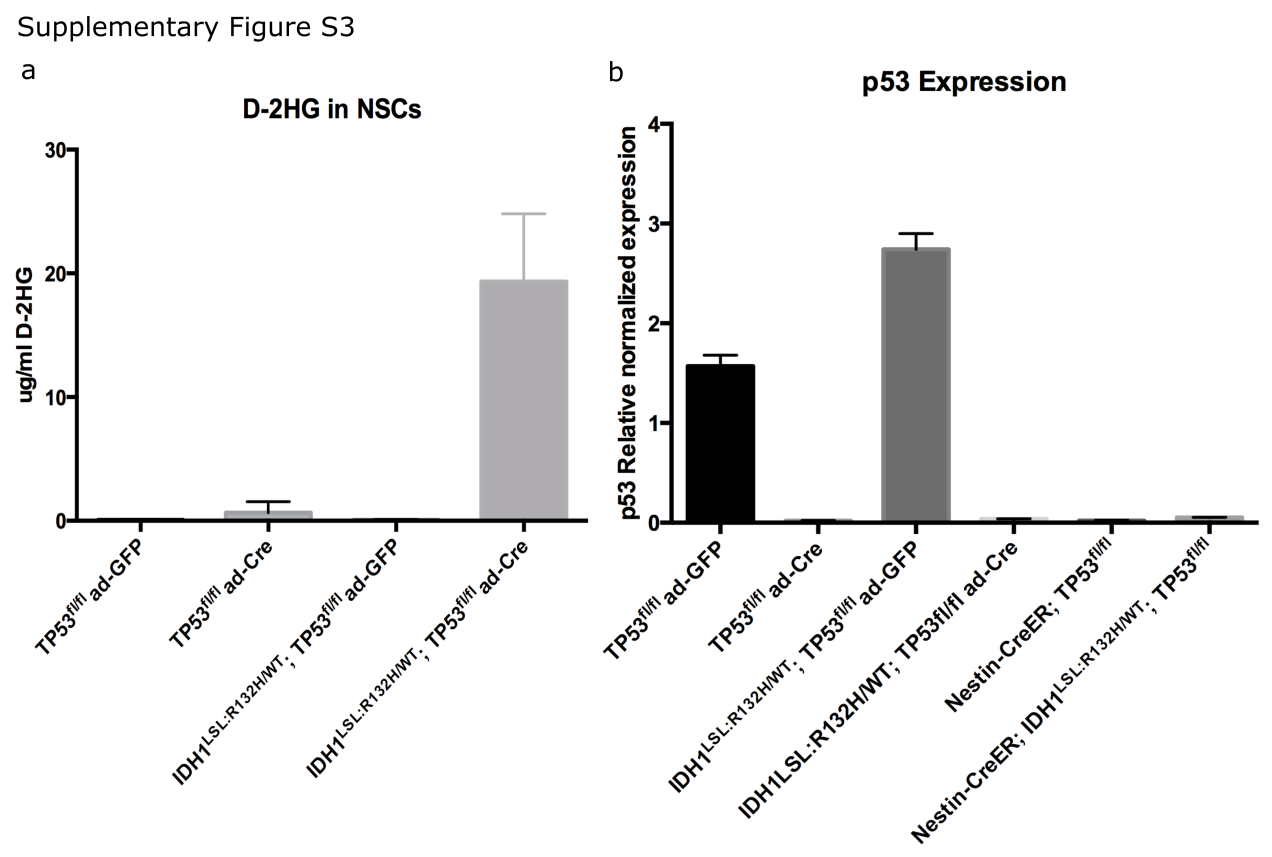 Supplementary Figure S3
a
D-2HG in NSCs
ug/ml D-2HG
30
20
10
0
TP53fl/fl ad-GFP
TP53fl/fl ad-Cre
IDH1LSL:R132H/WT; TP53fl/fl ad-GFP
IDH1LSL:R132H/WT; TP53fl/fl ad-Cre
b
p53 Expression
p53 Relative normalized expression
4
3
2
1
0
TP53fl/fl ad-GFP
TP53fl/fl ad-Cre
IDH1LSL:R132H/WT; TP53fl/fl ad-GFP
IDH1LSL:R132H/WT; TP53fl/fl ad-Cre
Nestin-CreER; TP53fl/fl
Nestin-CreER; IDH1LSL:R132H/WT; TP53fl/fl